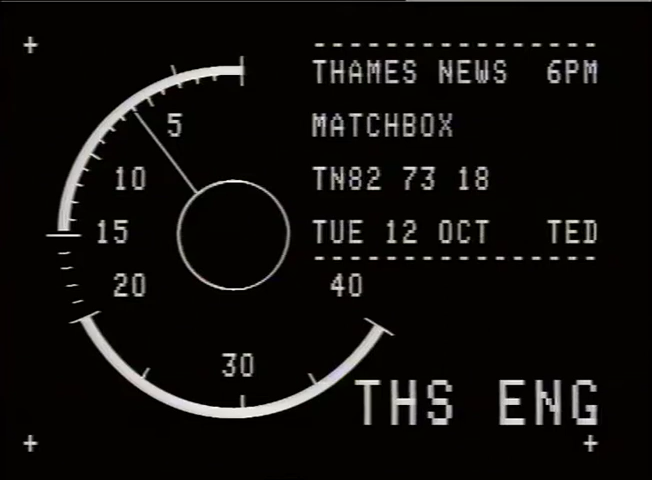 THAMES NEWS 6PM
MATCHBOX
TN82 73 18
TUE 12 OCT TED
5
10
15
20
30
40
THS ENG